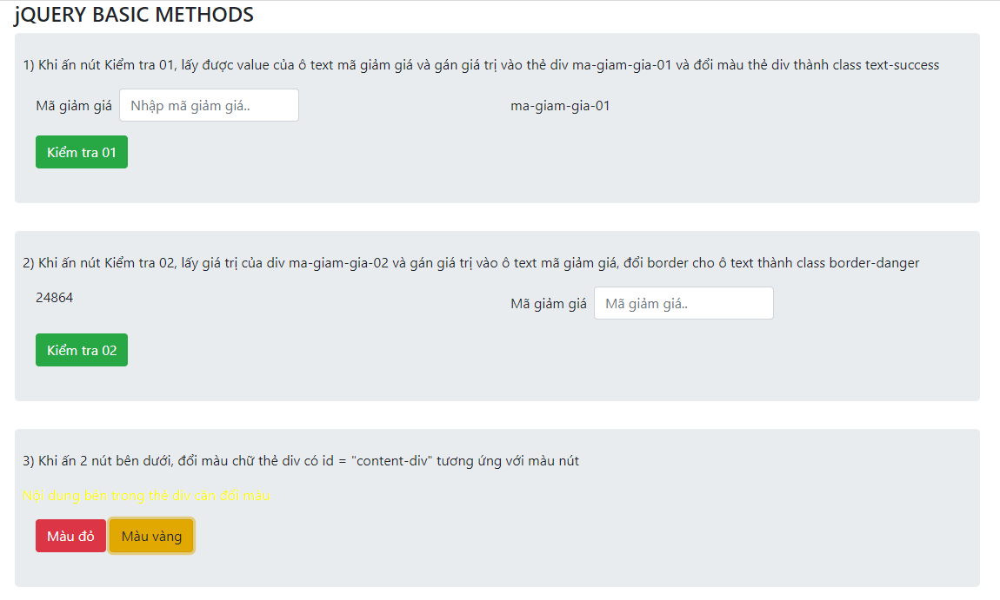 jQUERY BASIC METHODS
1) Khi ấn nút Kiểm tra 01, lấy được value của ô text mã giảm giá và gán giá trị vào thẻ div ma-giam-gia-01 và đổi màu thẻ div thành class text-success
Mã giảm giá Nhập mã giảm giá.. ma-giam-gia-01
Kiểm tra 01
2) Khi ấn nút Kiểm tra 02, lấy giá trị của div ma-giam-gia-02 và gán giá trị vào ô text mã giảm giá, đổi border cho ô text thành class border-danger
24864 Mã giảm giá Mã giảm giá..
Kiểm tra 02
3) Khi ấn 2 nút bên dưới, đổi màu chữ thẻ div có id = "content-div" tương ứng với màu nút
Nội dung bên trong thẻ div cần đổi màu
Màu đỏ Màu vàng